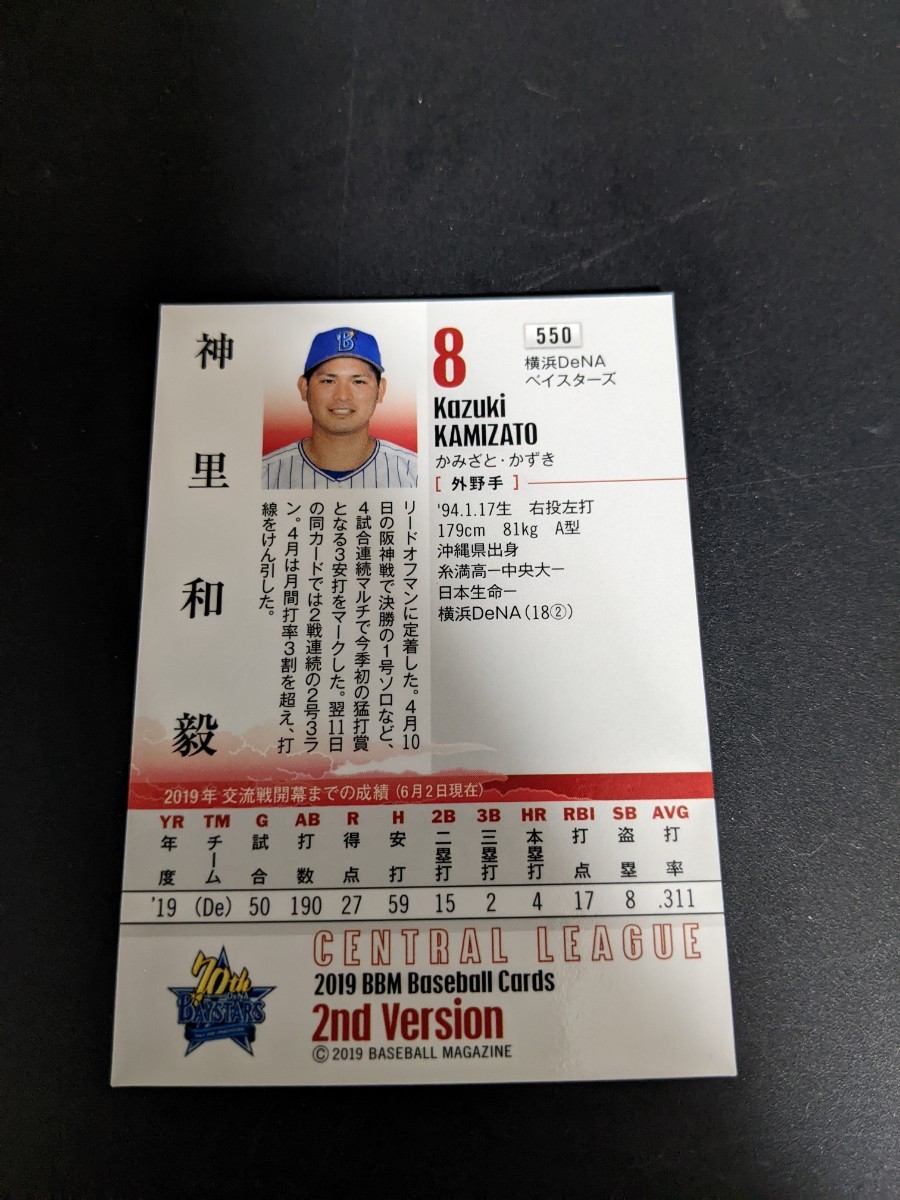 神里和毅
8
550
横浜DeNA
ベイスターズ
Kazuki
KAMIZATO
かみざと・かずき
[ 外野手 ]
'94.1.17生 右投左打
179cm 81kg A型
沖縄県出身
糸満高ー中央大ー
日本生命ー
横浜DeNA(18②)
リードオフマンに定着した。4月10
日の阪神戦で決勝の1号ソロなど、
4試合連続マルチで今季初の猛打賞
となる3安打をマークした。翌11日
の同カードでは2戦連続の2号3ラ
ン。4月は月間打率3割を超え、打
線をけん引した。
2019年 交流戦開幕までの成績(6月2日現在)
YR TM G AB R H 2B 3B HR RBI SB AVG
年度 チーム 試合 打数 得点 安打 二塁打 三塁打 本塁打 打点 盗塁 打率
'19 (De) 50 190 27 59 15 2 4 17 8 .311
CENTRAL LEAGUE
70th
BAYSTARS
2019 BBM Baseball Cards
2nd Version
Ⓒ 2019 BASEBALL MAGAZINE